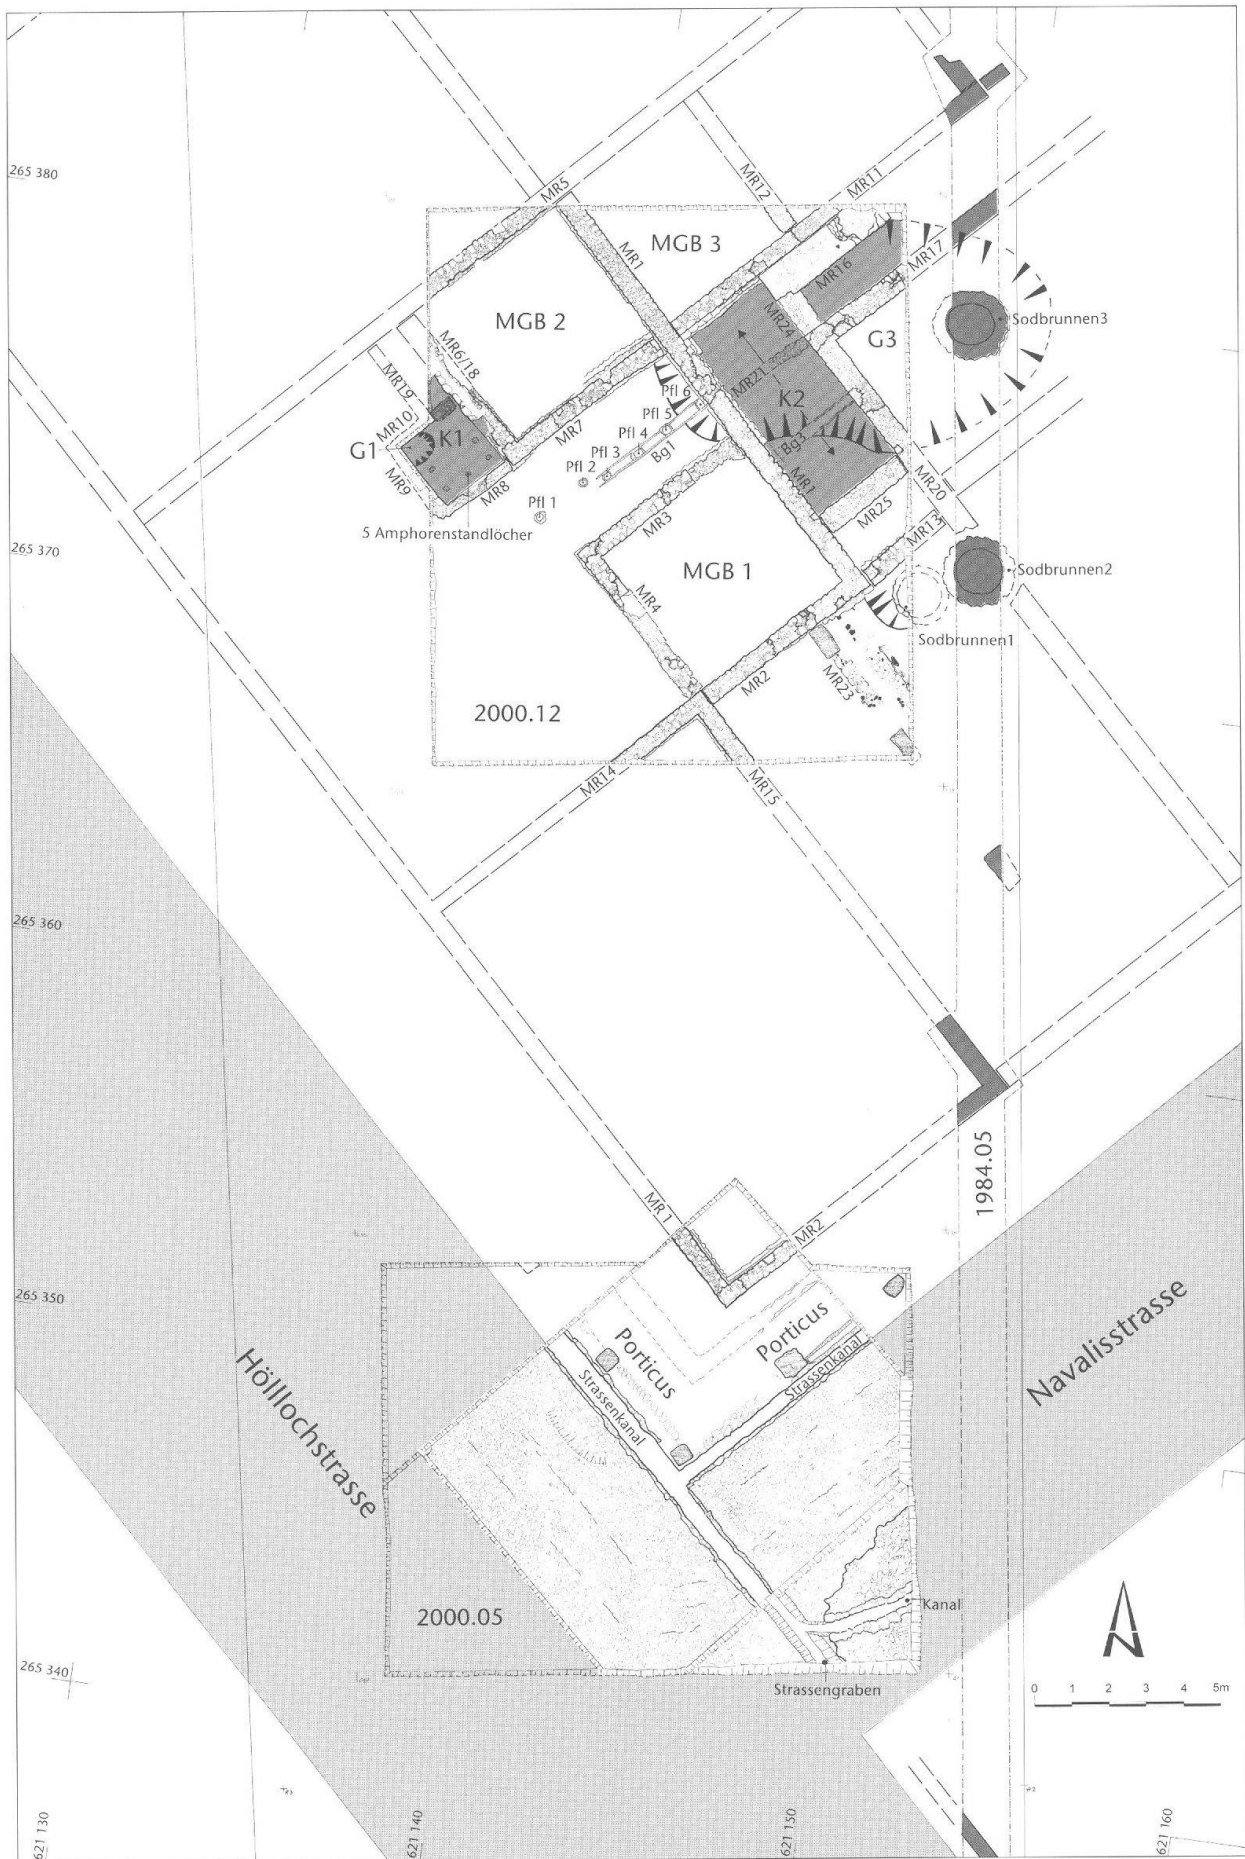 265 380
MR5
MR12
MR11
MGB 3
MR1
MR17
MR16
MGB 2
MR24
Sodbrunnen3
G3
MR6/18
MR21
MR19
Pfl 6
K2
MR10
K1
Pfl 5
MR7
Pfl 4
Bg3
G1
Pfl 3
Bg1
Pfl 2
MR9
MR8
MR1
MR20
Pfl 1
MR3
MR25
5 Amphorenstandlöcher
MR13
265 370
MGB 1
Sodbrunnen2
MR4
Sodbrunnen1
MR2
MR23
2000.12
MR14
MR15
265 360
1984.05
MR1
MR2
265 350
Porticus
Porticus
Navalisstrasse
Strassenkanal
Strassenkanal
Höllochstrasse
2000.05
Kanal
N
265 340
Strassengraben
0 1 2 3 4 5m
621 130
621 140
621 150
621 160